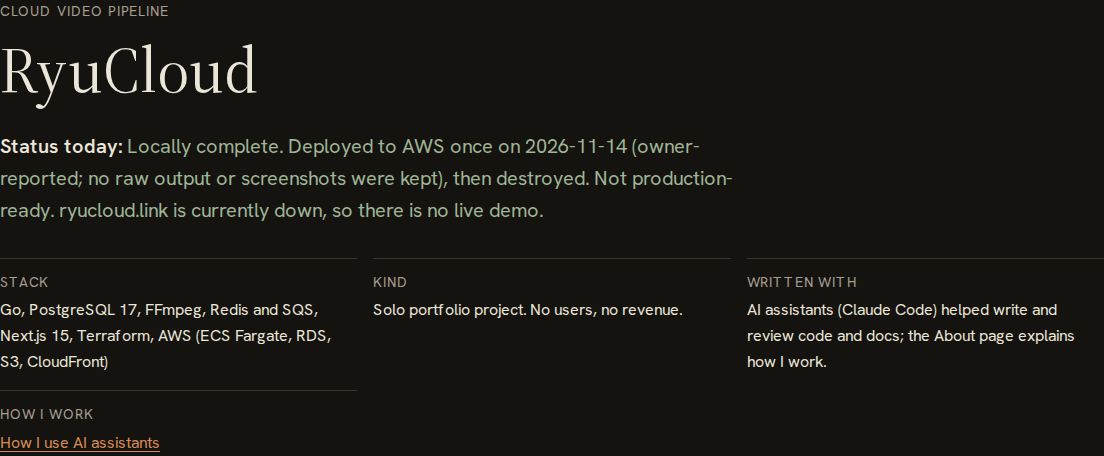 CLOUD VIDEO PIPELINE
RyuCloud
Status today: Locally complete. Deployed to AWS once on 2026-11-14 (owner-
reported; no raw output or screenshots were kept), then destroyed. Not production-
ready. ryucloud.link is currently down, so there is no live demo.
STACK
Go, PostgreSQL 17, FFmpeg, Redis and SQS,
Next.js 15, Terraform, AWS (ECS Fargate, RDS,
S3, CloudFront)
KIND
Solo portfolio project. No users, no revenue.
WRITTEN WITH
AI assistants (Claude Code) helped write and
review code and docs; the About page explains
how I work.
HOW I WORK
How I use AI assistants